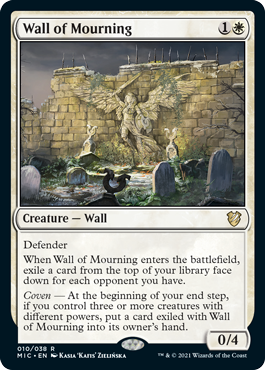 Wall of Mourning 1
Creature — Wall
Defender
When Wall of Mourning enters the battlefield,
exile a card from the top of your library face
down for each opponent you have.
Coven — At the beginning of your end step,
if you control three or more creatures with
different powers, put a card exiled with Wall
of Mourning into its owner's hand.
0/4
010/038 R
MIC • EN Kasia 'Kafis' Zielińska
™ & © 2021 Wizards of the Coast